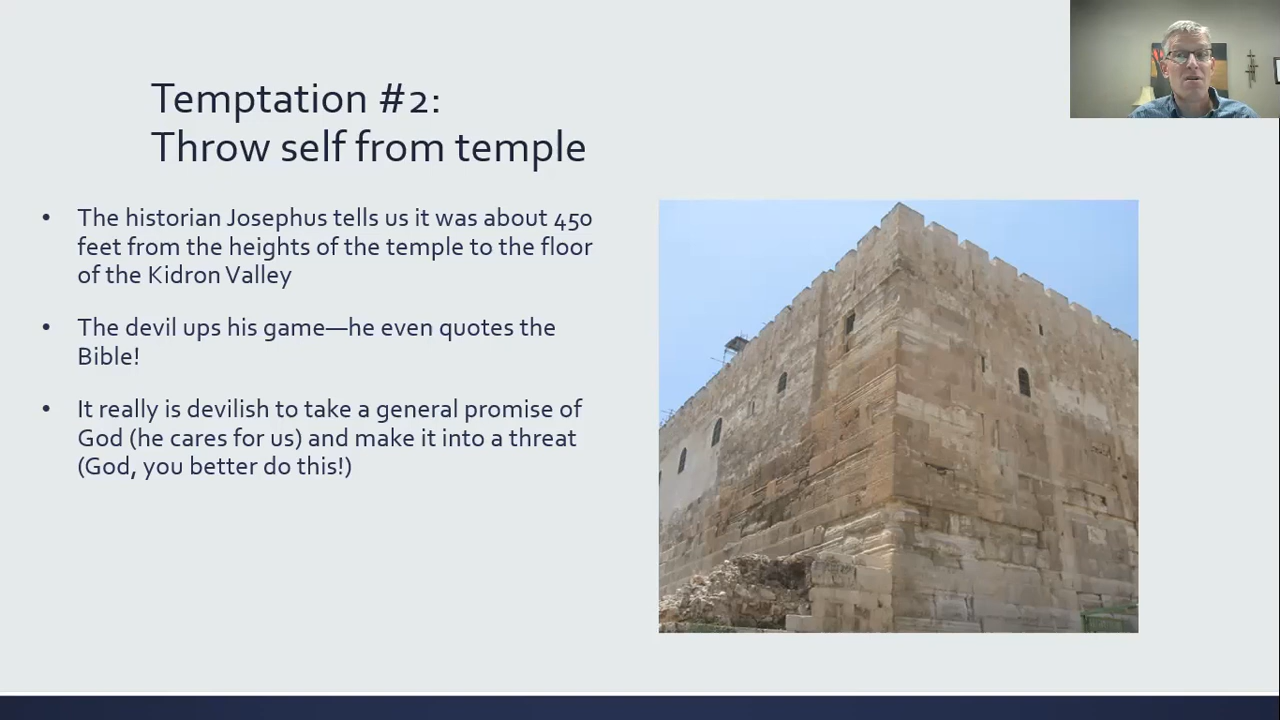 Temptation #2:
Throw self from temple
• The historian Josephus tells us it was about 450
feet from the heights of the temple to the floor
of the Kidron Valley
• The devil ups his game—he even quotes the
Bible!
• It really is devilish to take a general promise of
God (he cares for us) and make it into a threat
(God, you better do this!)